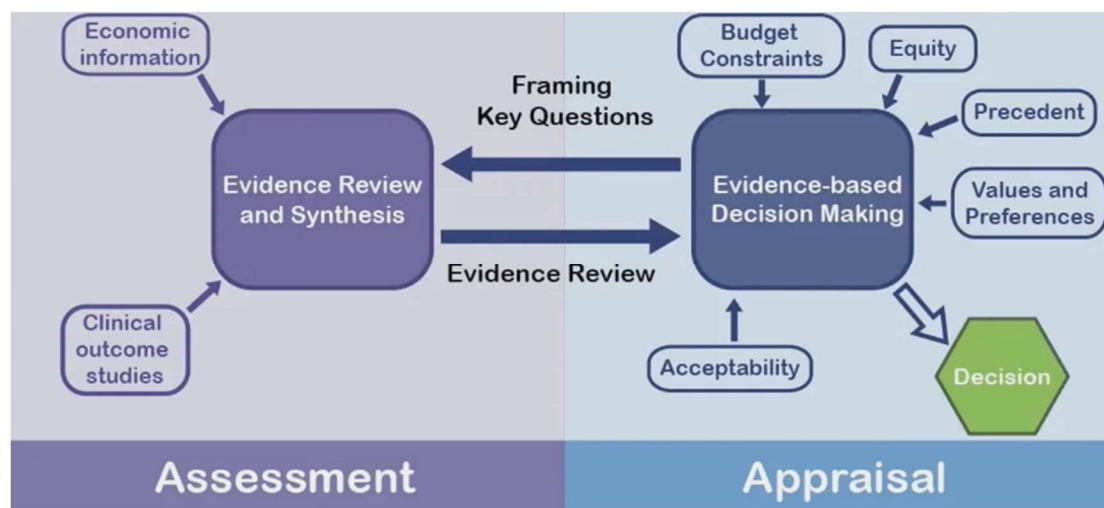 Economic
information
Evidence Review
and Synthesis
Clinical
outcome
studies
Framing
Key Questions
Evidence Review
Budget
Constraints
Equity
Precedent
Values and
Preferences
Evidence-based
Decision Making
Acceptability
Decision
Assessment
Appraisal